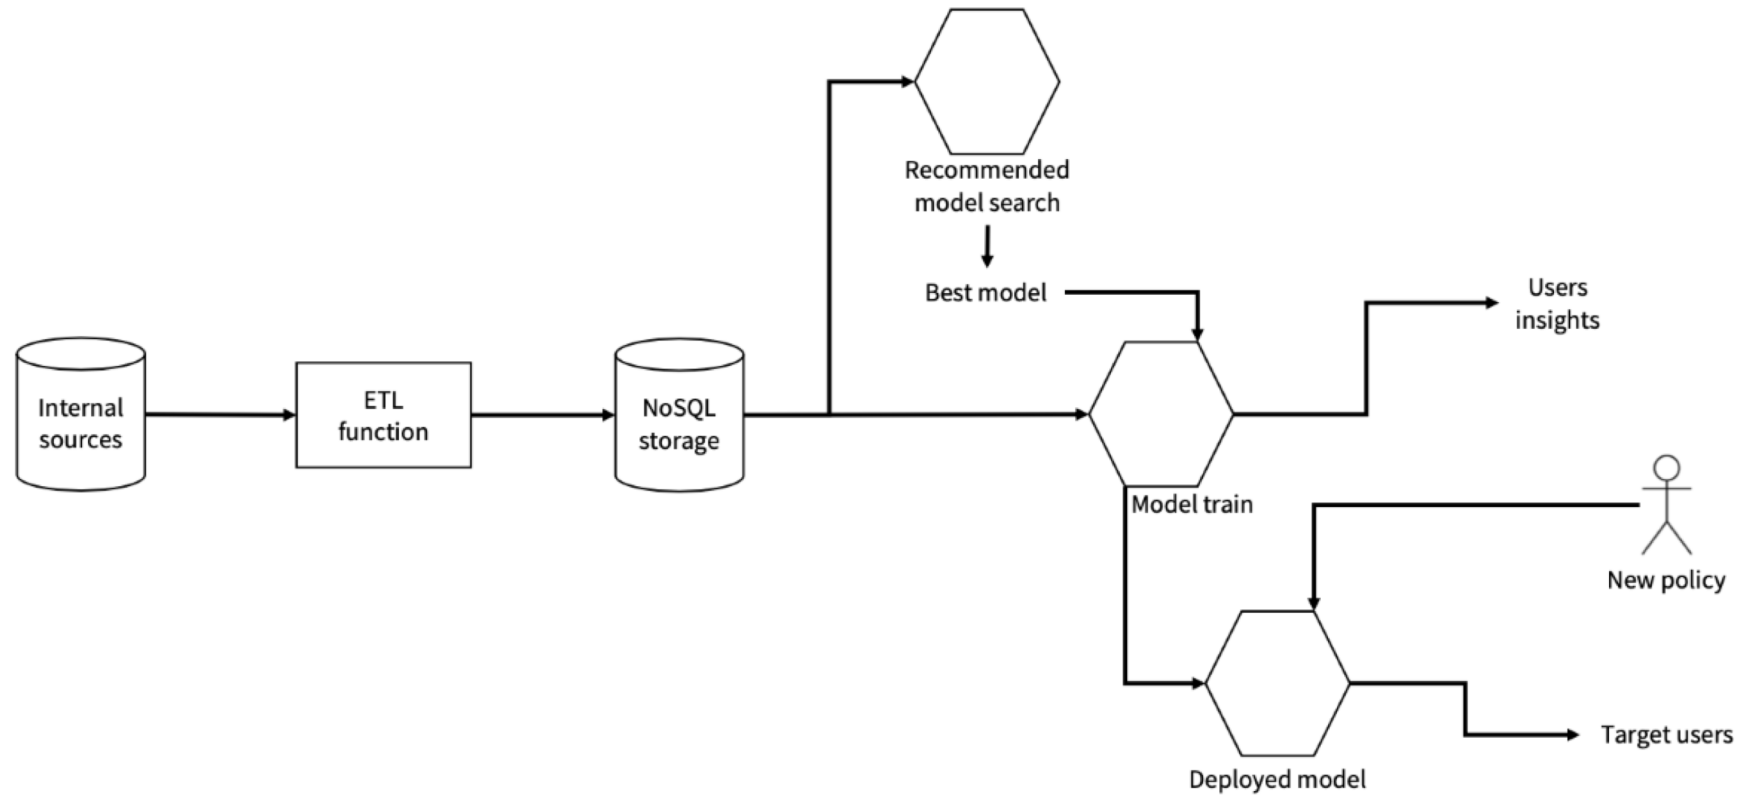 Recommended
model search
Best model
Users
insights
Internal
sources
ETL
function
NoSQL
storage
Model train
New policy
Target users
Deployed model